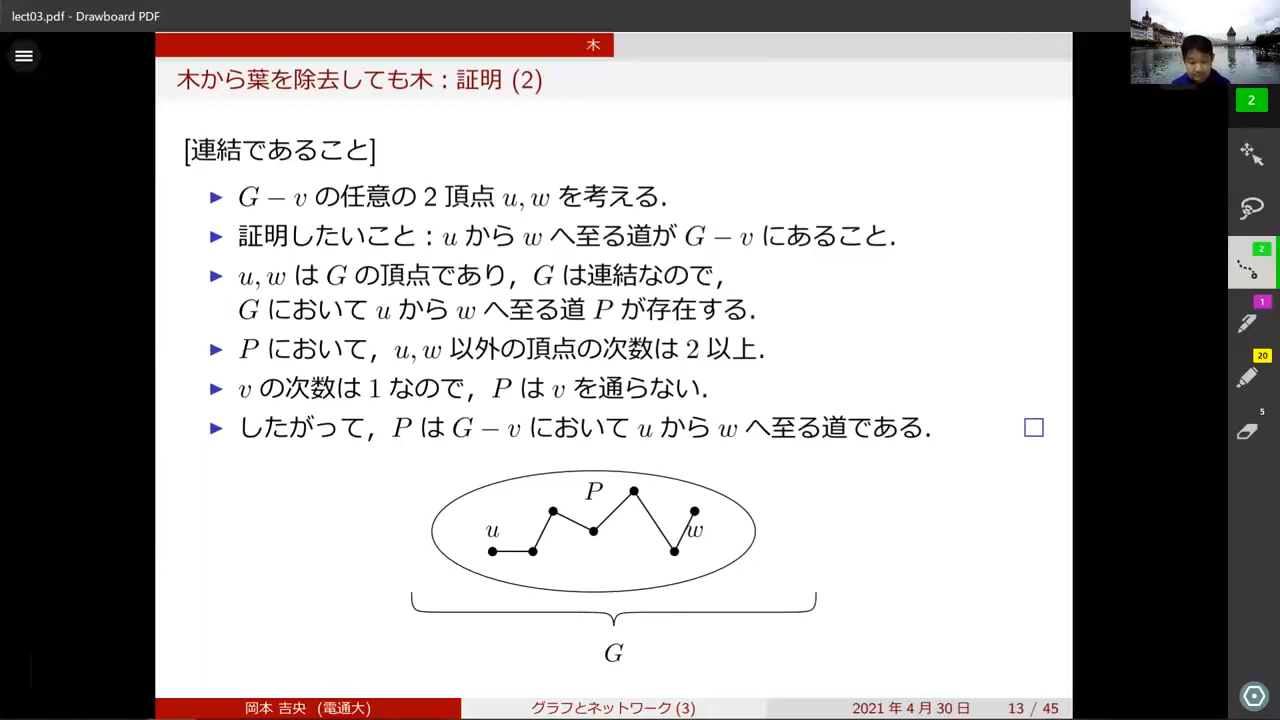 lect03.pdf - Drawboard PDF
木
木から葉を除去しても木 : 証明 (2)
2
[連結であること]
▶ G − v の任意の 2 頂点 u, w を考える.
▶ 証明したいこと : u から w へ至る道が G − v にあること.
▶ u, w は G の頂点であり, G は連結なので,
G において u から w へ至る道 P が存在する.
▶ P において, u, w 以外の頂点の次数は 2 以上.
▶ v の次数は 1 なので, P は v を通らない.
▶ したがって, P は G − v において u から w へ至る道である. □
2
1
20
5
P
u
w
G
岡本 吉央 (電通大)
グラフとネットワーク (3)
2021 年 4 月 30 日 13 / 45